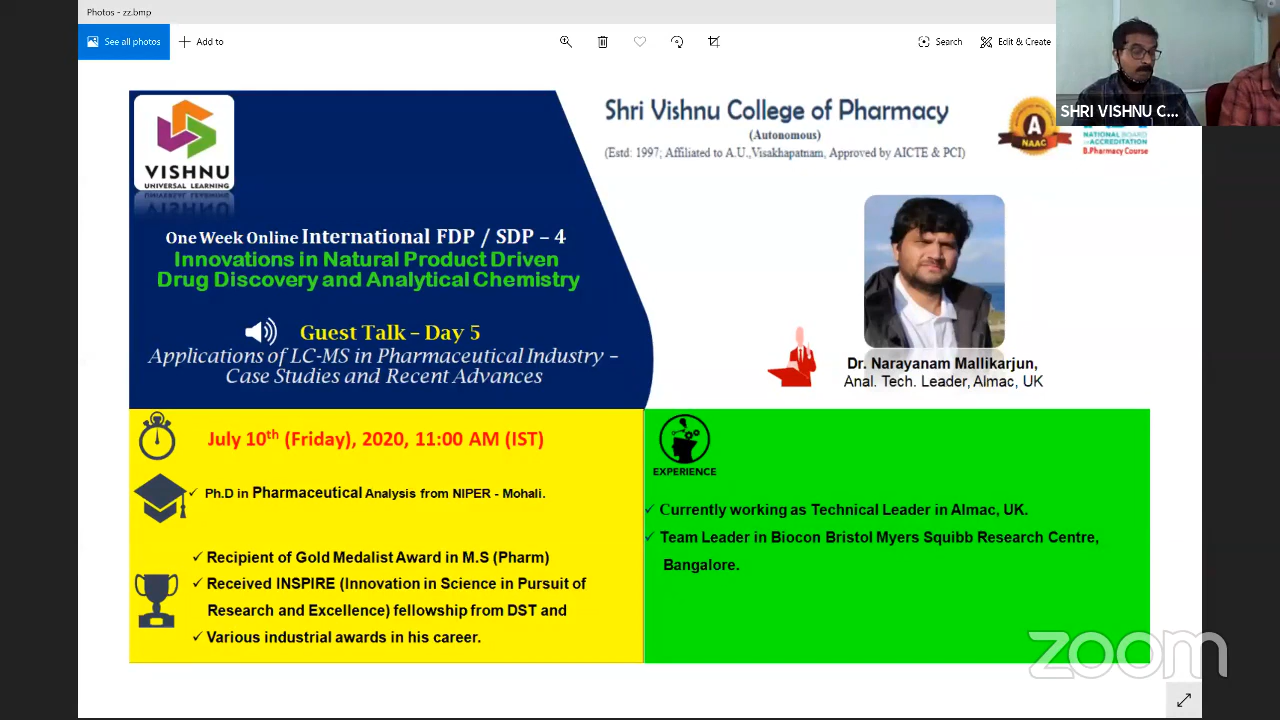 Photos - zz.bmp
See all photos
Add to
Search
Edit & Create
SHRI VISHNU C...
VISHNU
UNIVERSAL LEARNING
Shri Vishnu College of Pharmacy
(Autonomous)
(Estd: 1997; Affiliated to A.U.,Visakhapatnam, Approved by AICTE & PCI)
A
NAAC
NATIONAL BOARD
of ACCREDITATION
B.Pharmacy Course
One Week Online International FDP / SDP – 4
Innovations in Natural Product Driven
Drug Discovery and Analytical Chemistry
Guest Talk – Day 5
Applications of LC-MS in Pharmaceutical Industry –
Case Studies and Recent Advances
Dr. Narayanam Mallikarjun,
Anal. Tech. Leader, Almac, UK
July 10th (Friday), 2020, 11:00 AM (IST)
Ph.D in Pharmaceutical Analysis from NIPER - Mohali.
Recipient of Gold Medalist Award in M.S (Pharm)
Received INSPIRE (Innovation in Science in Pursuit of
Research and Excellence) fellowship from DST and
Various industrial awards in his career.
EXPERIENCE
Currently working as Technical Leader in Almac, UK.
Team Leader in Biocon Bristol Myers Squibb Research Centre,
Bangalore.
zoom